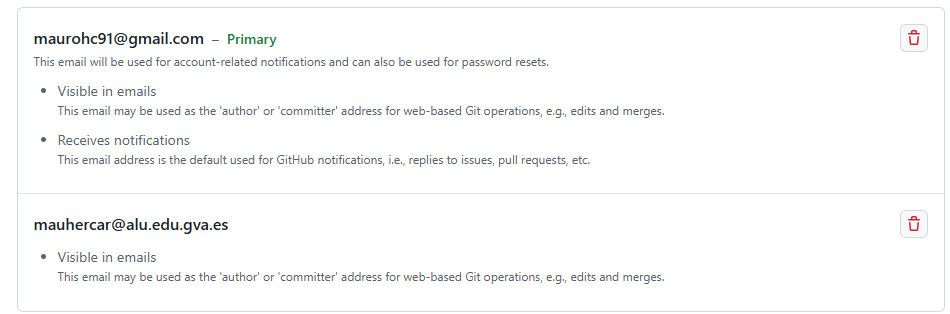 maurohc91@gmail.com – Primary
This email will be used for account-related notifications and can also be used for password resets.
Visible in emails
This email may be used as the 'author' or 'committer' address for web-based Git operations, e.g., edits and merges.
Receives notifications
This email address is the default used for GitHub notifications, i.e., replies to issues, pull requests, etc.
mauhercar@alu.edu.gva.es
Visible in emails
This email may be used as the 'author' or 'committer' address for web-based Git operations, e.g., edits and merges.